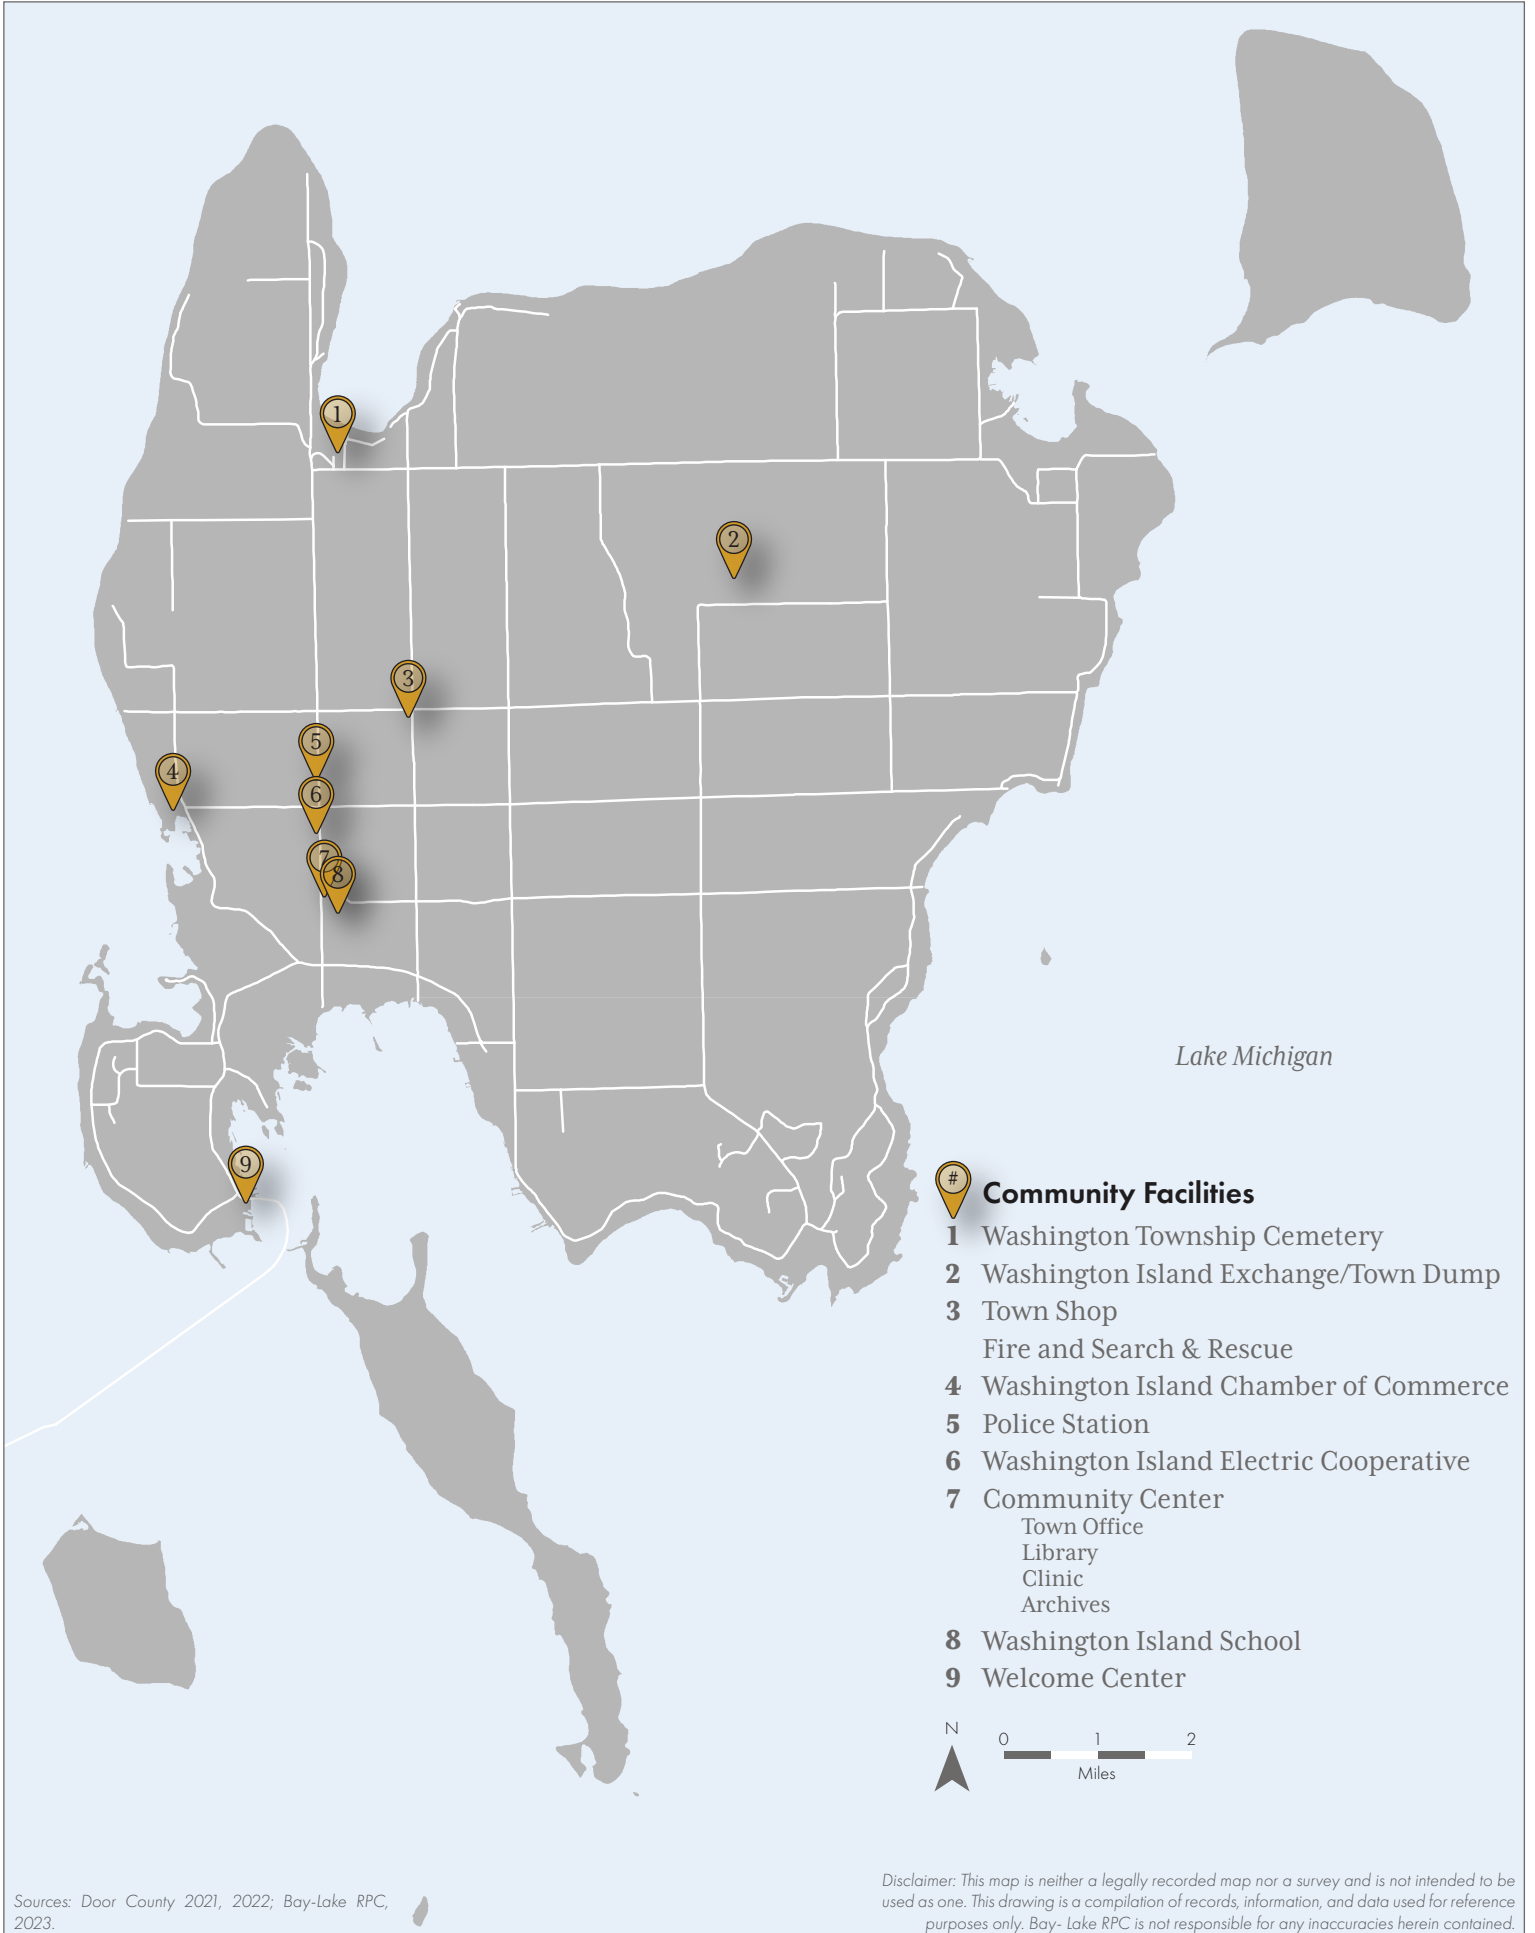 1
2
3
5
4
6
7
8
Lake Michigan
9
# Community Facilities
1 Washington Township Cemetery
2 Washington Island Exchange/Town Dump
3 Town Shop
Fire and Search & Rescue
4 Washington Island Chamber of Commerce
5 Police Station
6 Washington Island Electric Cooperative
7 Community Center
Town Office
Library
Clinic
Archives
8 Washington Island School
9 Welcome Center
N
0 1 2
Miles
Sources: Door County 2021, 2022; Bay-Lake RPC,
2023.
Disclaimer: This map is neither a legally recorded map nor a survey and is not intended to be
used as one. This drawing is a compilation of records, information, and data used for reference
purposes only. Bay- Lake RPC is not responsible for any inaccuracies herein contained.